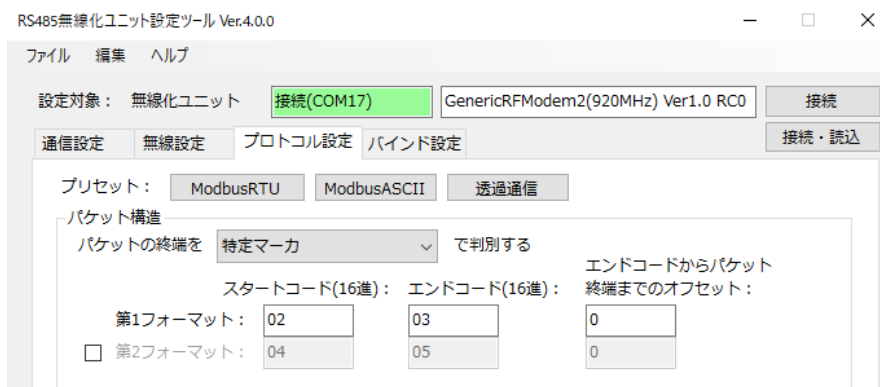 RS485無線化ユニット設定ツール Ver.4.0.0
ファイル 編集 ヘルプ
設定対象： 無線化ユニット 接続(COM17) GenericRFModem2(920MHz) Ver1.0 RC0 接続
接続・読込
通信設定 無線設定 プロトコル設定 バインド設定
プリセット： ModbusRTU ModbusASCII 透過通信
パケット構造
パケットの終端を 特定マーカ で判別する
エンドコードからパケット
スタートコード(16進)： エンドコード(16進)： 終端までのオフセット：
第1フォーマット： 02 03 0
第2フォーマット： 04 05 0